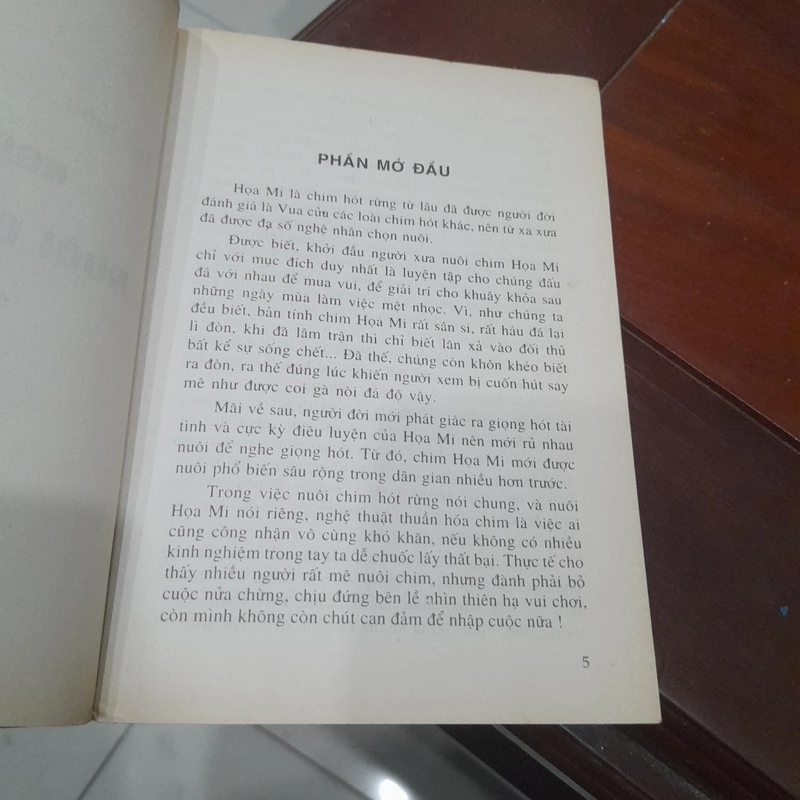 PHẦN MỞ ĐẦU
Họa Mi là chim hót rừng từ lâu đã được người đời
đánh giá là Vua của các loài chim hót khác, nên từ xa xưa
đã được đạ số nghệ nhân chọn nuôi.
Được biết, khởi đầu người xưa nuôi chim Họa Mi
chỉ với mục đích duy nhất là luyện tập cho chúng đấu
đá với nhau để mua vui, để giải trí cho khuây khỏa sau
những ngày mùa làm việc mệt nhọc. Vì, như chúng ta
đều biết, bản tính chim Họa Mi rất sân si, rất háu đá lại
lì đòn, khi đã lâm trận thì chỉ biết lăn xả vào đối thủ
bất kể sự sống chết... Đã thế, chúng còn khôn khéo biết
ra đòn, ra thế đúng lúc khiến người xem bị cuốn hút say
mê như được coi gà nòi đá độ vậy.
Mãi về sau, người đời mới phát giác ra giọng hót tài
tình và cực kỳ điêu luyện của Họa Mi nên mới rủ nhau
nuôi để nghe giọng hót. Từ đó, chim Họa Mi mới được
nuôi phổ biến sâu rộng trong dân gian nhiều hơn trước.
Trong việc nuôi chim hót rừng nói chung, và nuôi
Họa Mi nói riêng, nghệ thuật thuần hóa chim là việc ai
cũng công nhận vô cùng khó khăn, nếu không có nhiều
kinh nghiệm trong tay ta dễ chuốc lấy thất bại. Thực tế cho
thấy nhiều người rất mê nuôi chim, nhưng đành phải bỏ
cuộc nửa chừng, chịu đứng bên lề nhìn thiên hạ vui chơi,
còn mình không còn chút can đảm để nhập cuộc nữa !
5